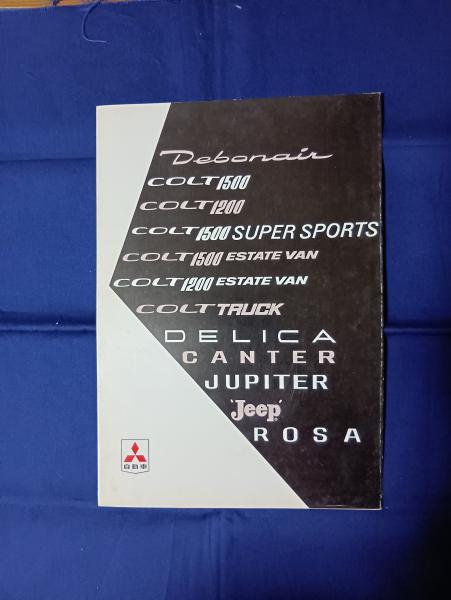 Debonair
COLT 1500
COLT 1200
COLT 1500 SUPER SPORTS
COLT 1500 ESTATE VAN
COLT 1200 ESTATE VAN
COLT TRUCK
DELICA
CANTER
JUPITER
'Jeep'
ROSA
自動車